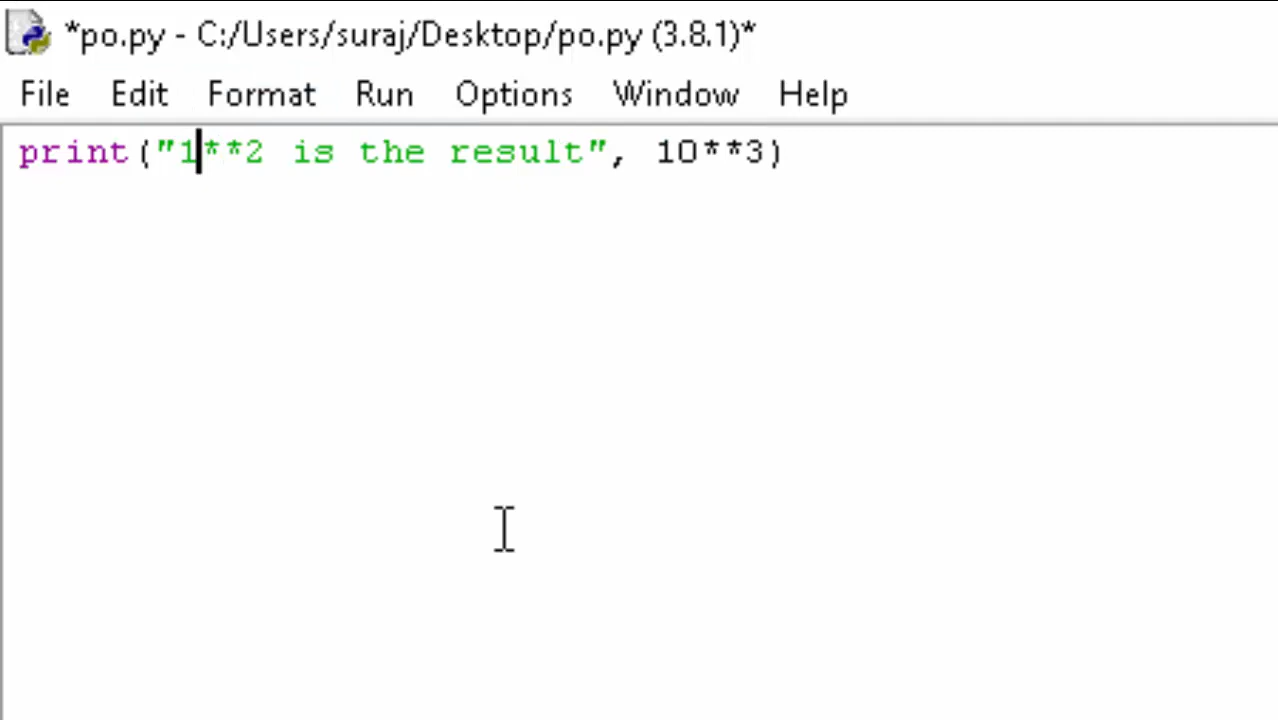 *po.py - C:/Users/suraj/Desktop/po.py (3.8.1)*
File Edit Format Run Options Window Help
print("1**2 is the result", 10**3)